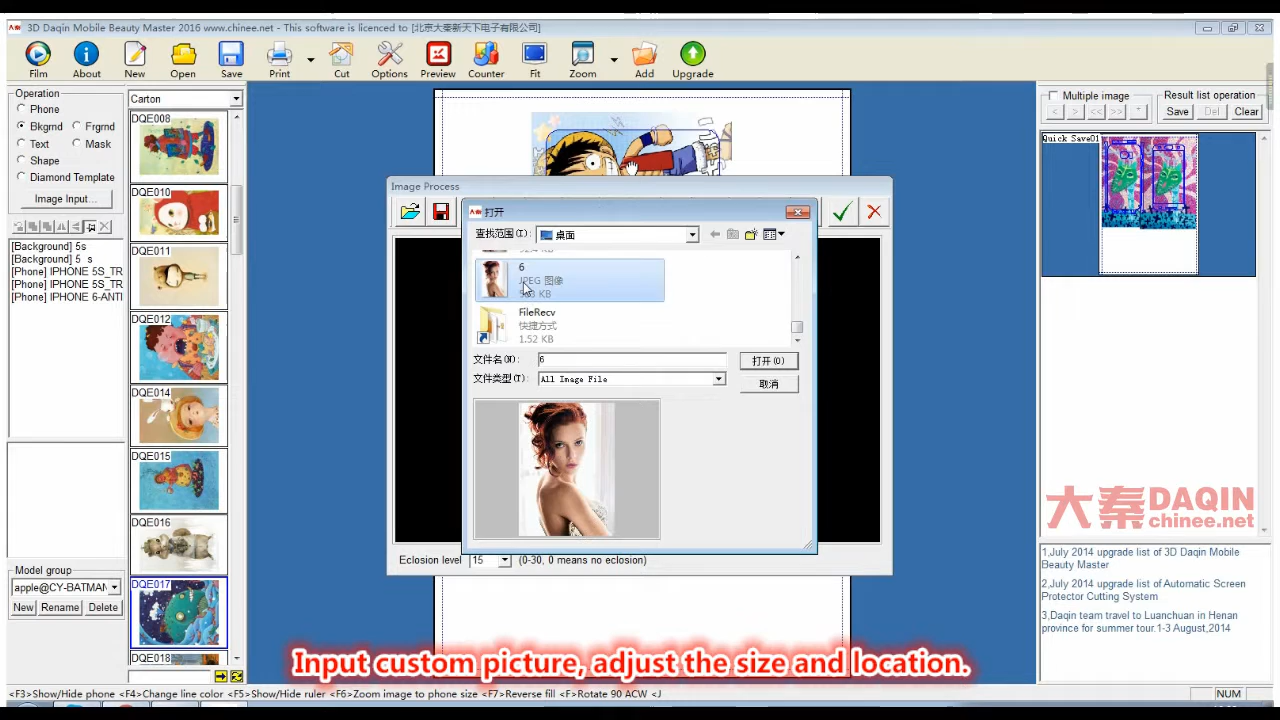 3D Daqin Mobile Beauty Master 2016 www.chinee.net - This software is licenced to [北京大秦新天下电子有限公司]
Film About New Open Save Print Cut Options Preview Counter Fit Zoom Add Upgrade
Operation
Phone
Bkgrnd Frgrnd
Text Mask
Shape
Diamond Template
Image Input...
[Background] 5s
[Background] 5 s
[Phone] IPHONE 5S_TR
[Phone] IPHONE 5S_TR
[Phone] IPHONE 6-ANTI
Model group
apple@CY-BATMAN
New Rename Delete
Carton
DQE008
DQE010
DQE011
DQE012
DQE014
DQE015
DQE016
DQE017
DQE018
Image Process
打开
查找范围(I): 桌面
6
JPEG 图像
FileRecv
快捷方式
1.52 KB
文件名(N): 6
打开(O)
文件类型(T): All Image File
取消
Eclosion level 15 (0-30, 0 means no eclosion)
Multiple image
< > << >> *
Result list operation
Save Del Clear
Quick Save01
大秦 DAQIN
chinee.net
1,July 2014 upgrade list of 3D Daqin Mobile
Beauty Master
2,July 2014 upgrade list of Automatic Screen
Protector Cutting System
3,Daqin team travel to Luanchuan in Henan
province for summer tour.1-3 August,2014
Input custom picture, adjust the size and location.
<F3>Show/Hide phone <F4>Change line color <F5>Show/Hide ruler <F6>Zoom image to phone size <F7>Reverse fill <F>Rotate 90 ACW <J
NUM